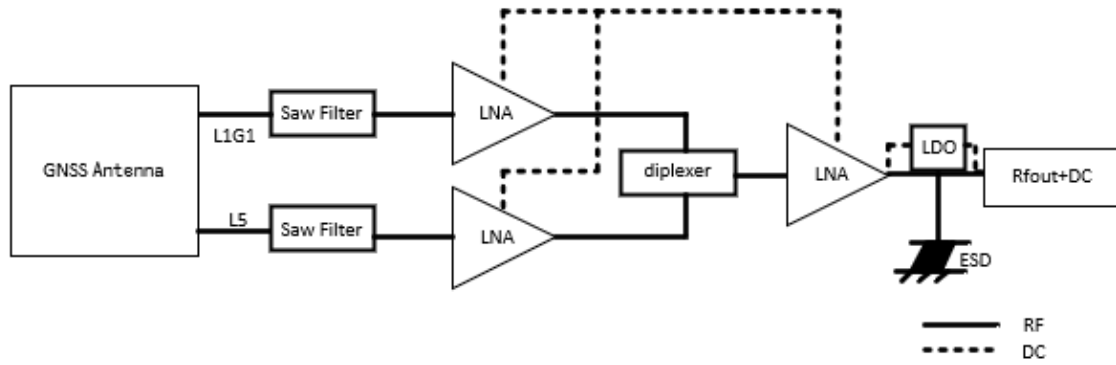 GNSS Antenna
L1G1
Saw Filter
LNA
L5
Saw Filter
LNA
diplexer
LNA
LDO
Rfout+DC
ESD
RF
DC